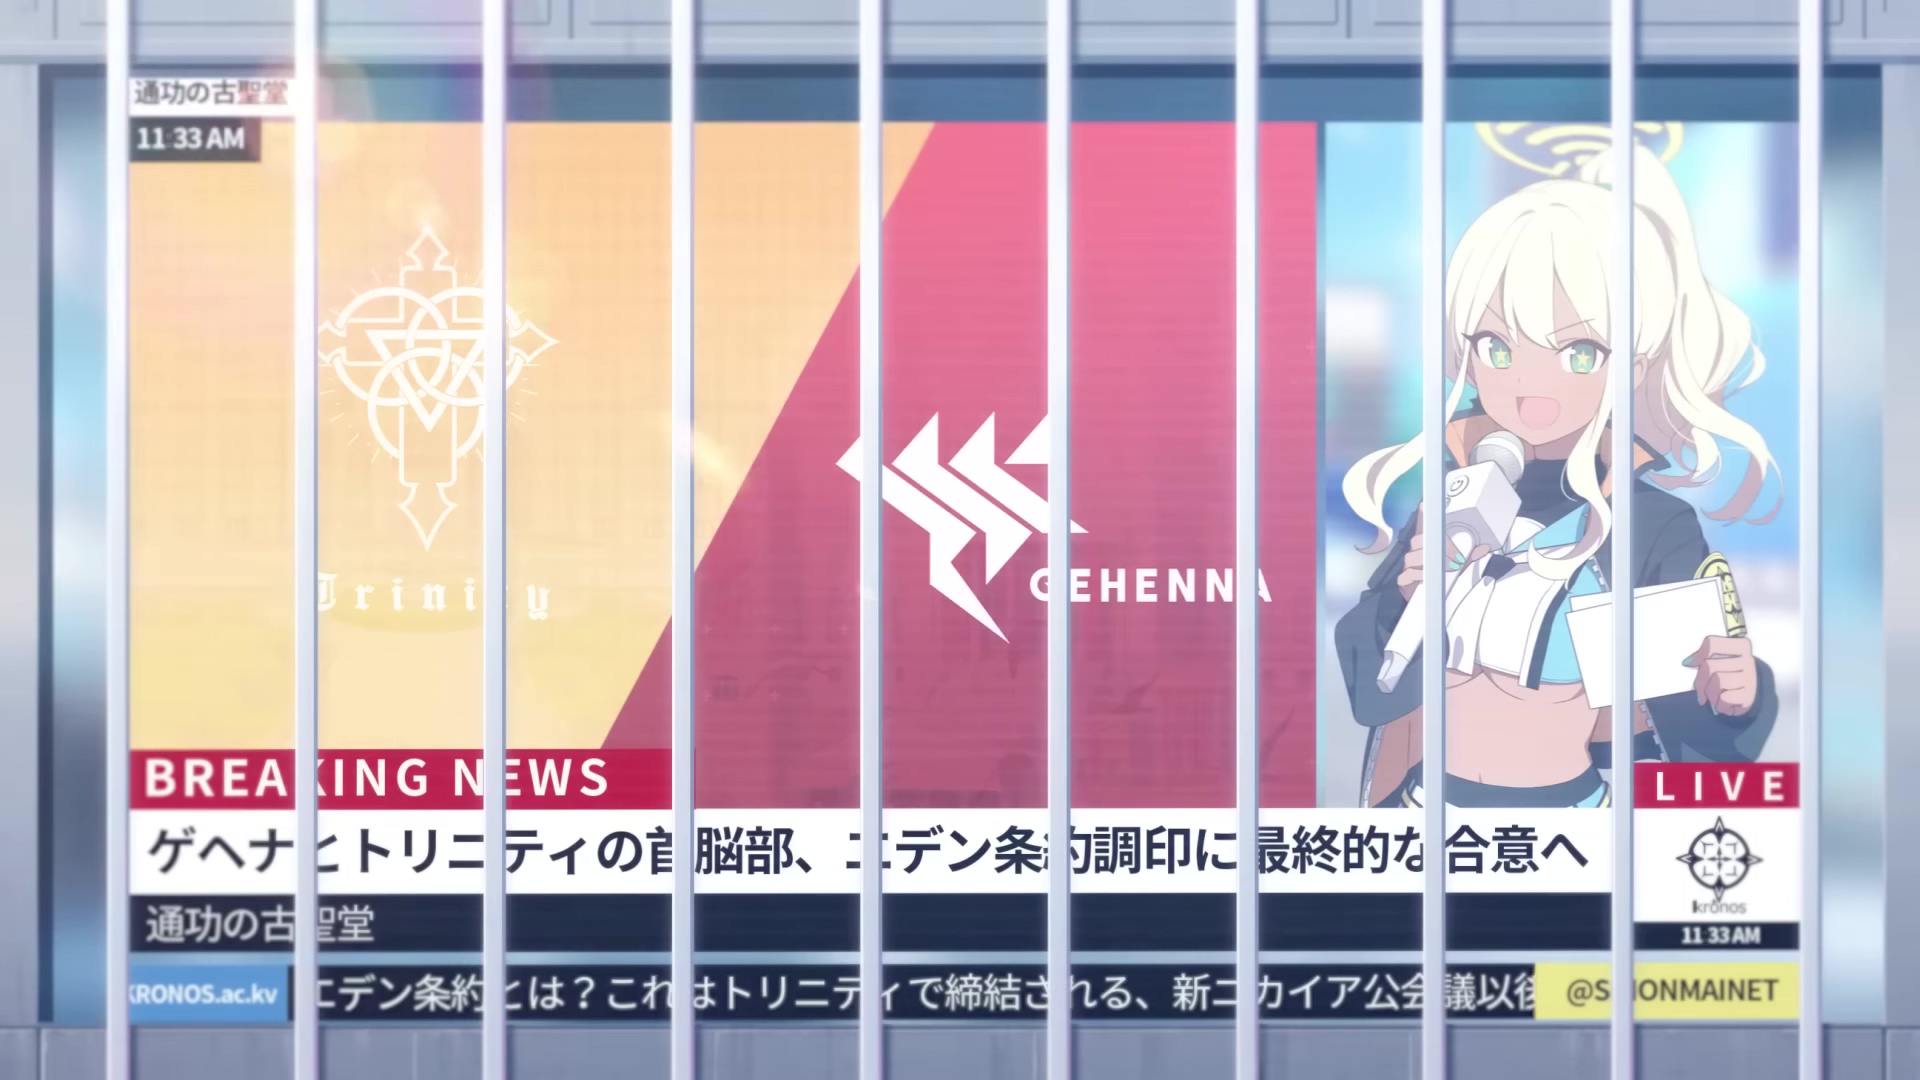 通功の古聖堂
11:33 AM
Trinity
GEHENNA
BREAKING NEWS
LIVE
ゲヘナとトリニティの首脳部、エデン条約調印に最終的な合意へ
kronos
通功の古聖堂
11:33 AM
KRONOS.ac.kv
エデン条約とは？これはトリニティで締結される、新ニカイア公会議以後
@SHIONMAINET